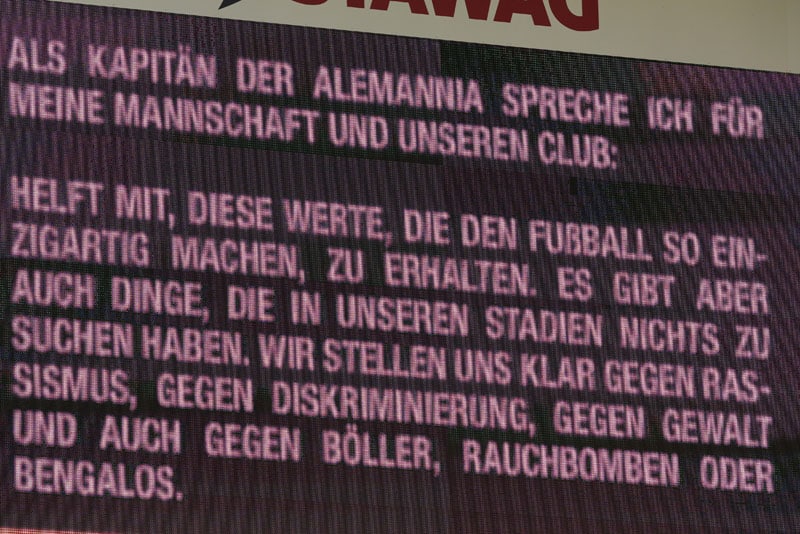 STAWAG
ALS KAPITÄN DER ALEMANNIA SPRECHE ICH FÜR
MEINE MANNSCHAFT UND UNSEREN CLUB:
HELFT MIT, DIESE WERTE, DIE DEN FUßBALL SO EIN-
ZIGARTIG MACHEN, ZU ERHALTEN. ES GIBT ABER
AUCH DINGE, DIE IN UNSEREN STADIEN NICHTS ZU
SUCHEN HABEN. WIR STELLEN UNS KLAR GEGEN RAS-
SISMUS, GEGEN DISKRIMINIERUNG, GEGEN GEWALT
UND AUCH GEGEN BÖLLER, RAUCHBOMBEN ODER
BENGALOS.